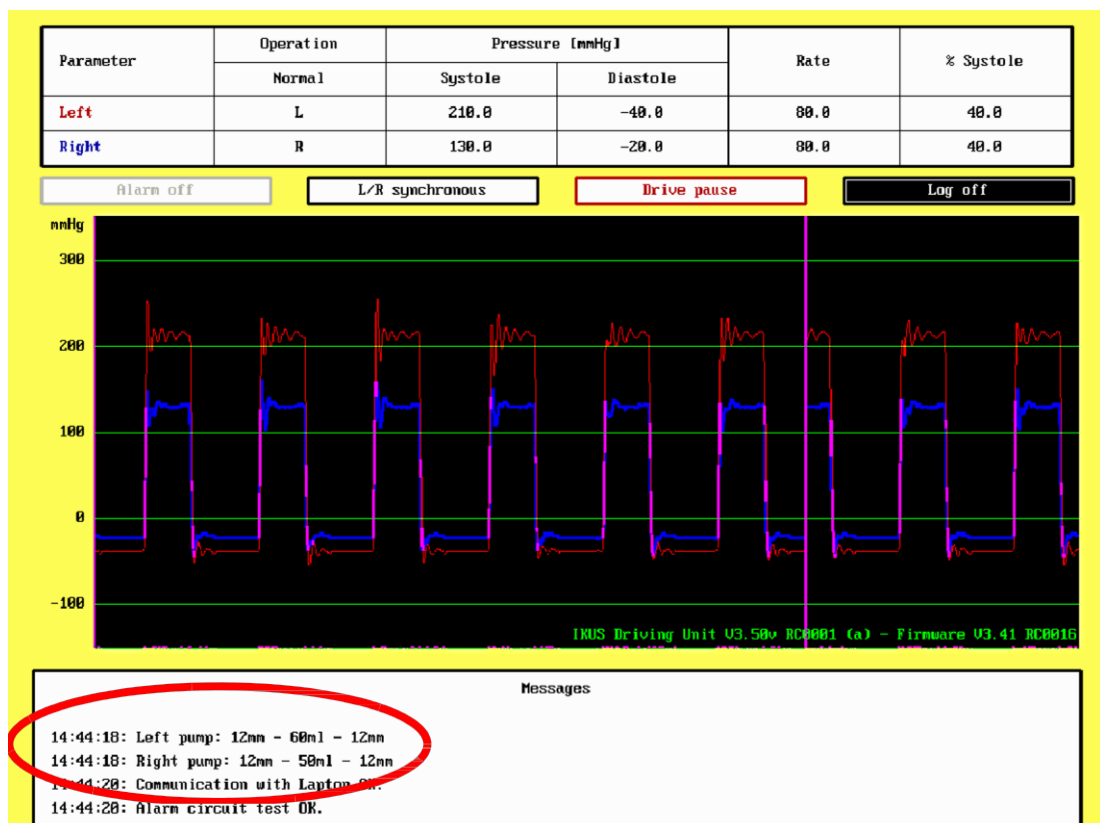 Parameter Operation Pressure [mmHg] Rate % Systole
Normal Systole Diastole
Left L 210.0 -40.0 80.0 40.0
Right R 130.0 -20.0 80.0 40.0
Alarm off L/R synchronous Drive pause Log off
mmHg
300
200
100
0
-100
IKUS Driving Unit V3.50v RC0001 (a) - Firmware V3.41 RC0016
Messages
14:44:18: Left pump: 12mm - 60ml - 12mm
14:44:18: Right pump: 12mm - 50ml - 12mm
14:44:20: Communication with Laptop OK.
14:44:20: Alarm circuit test OK.